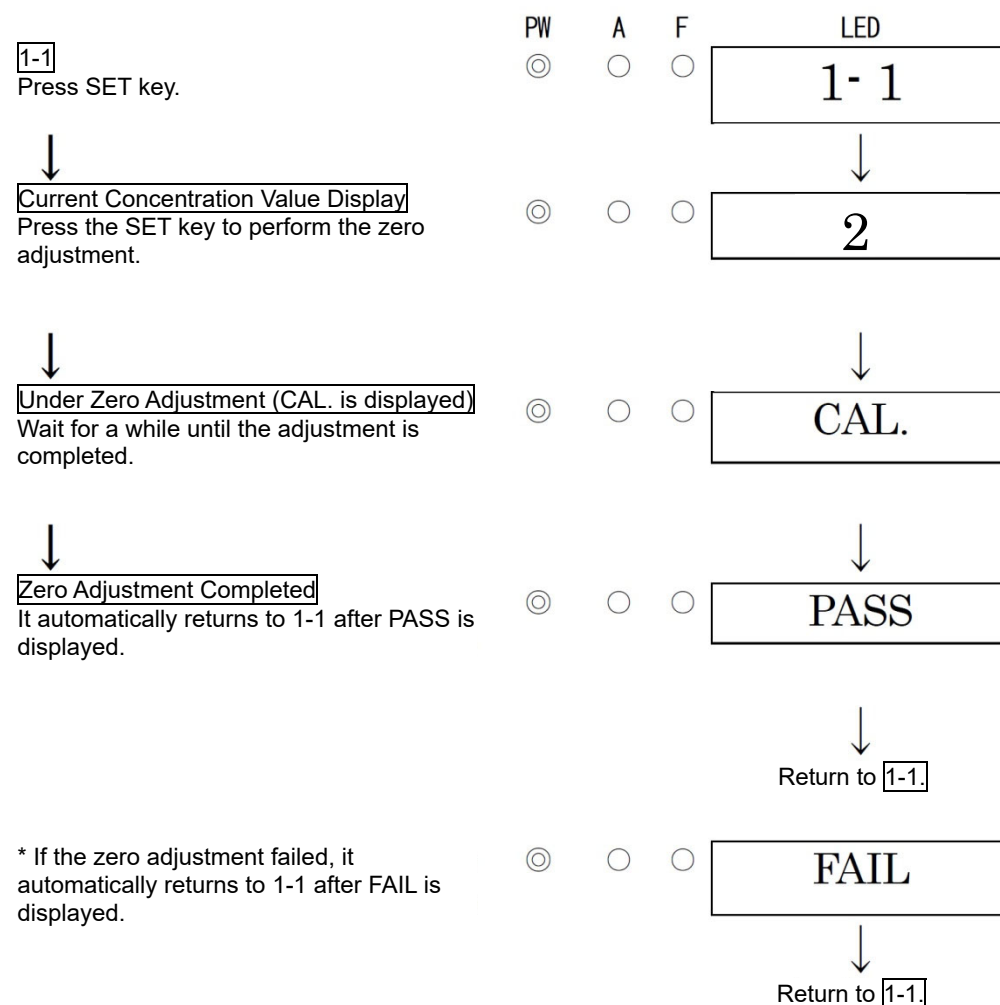 PW A F LED
1-1
Press SET key.
1- 1
Current Concentration Value Display
Press the SET key to perform the zero
adjustment.
2
Under Zero Adjustment (CAL. is displayed)
Wait for a while until the adjustment is
completed.
CAL.
Zero Adjustment Completed
It automatically returns to 1-1 after PASS is
displayed.
PASS
Return to 1-1.
* If the zero adjustment failed, it
automatically returns to 1-1 after FAIL is
displayed.
FAIL
Return to 1-1.